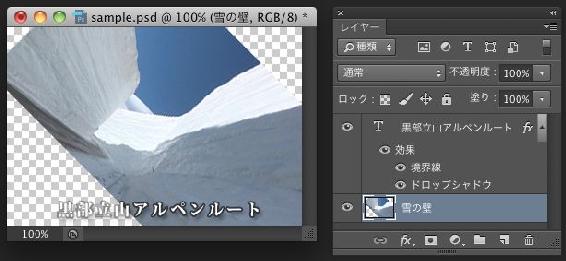 sample.psd @ 100% (雪の壁, RGB/8) *
黒部立山アルペンルート
100%
レイヤー
種類
通常
不透明度: 100%
ロック: 塗り: 100%
T 黒部立山アルペンルート fx
効果
境界線
ドロップシャドウ
雪の壁
fx.